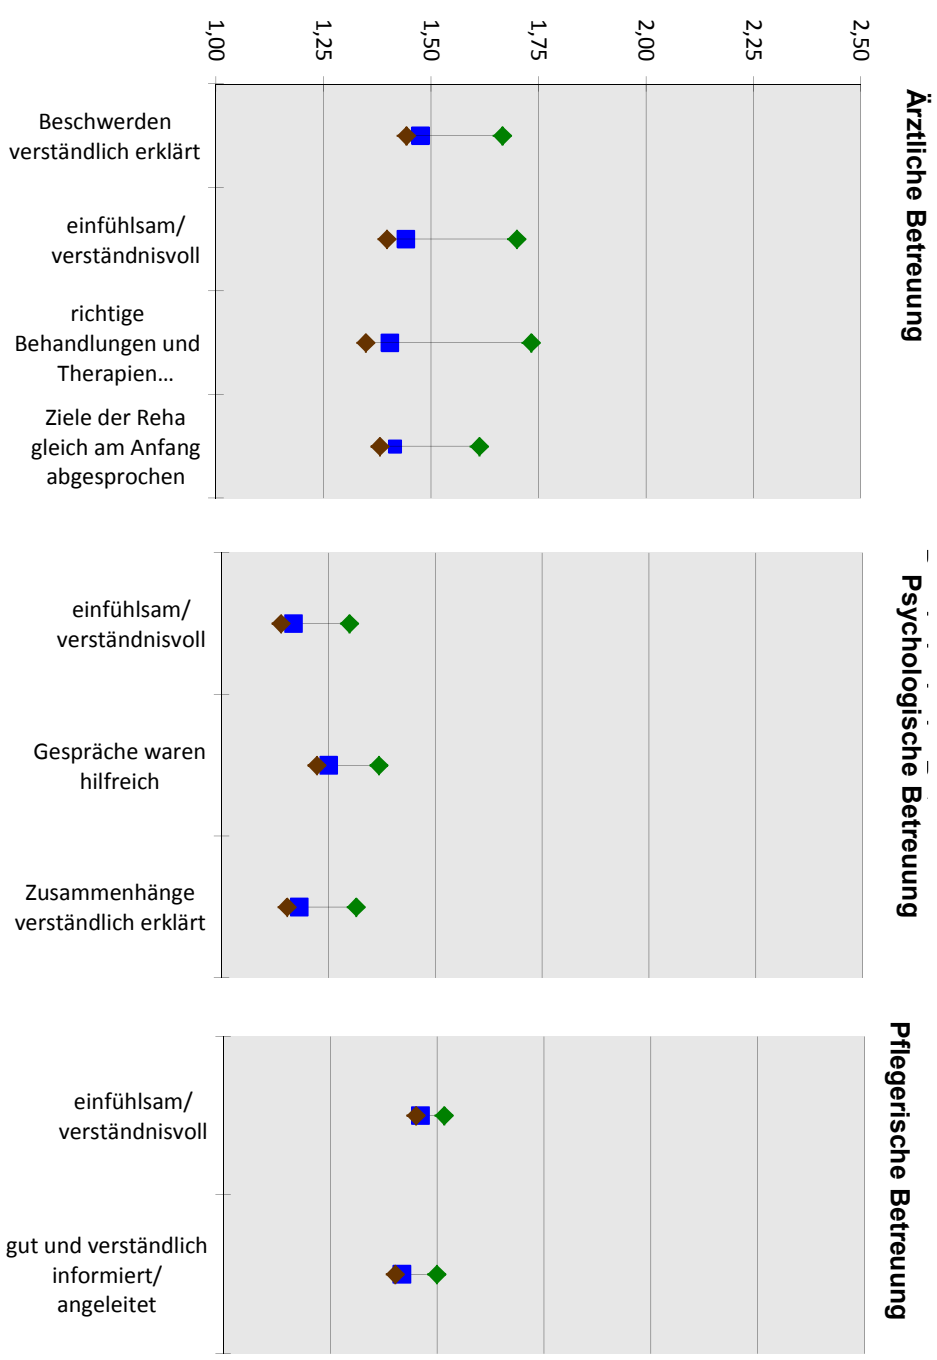 1,00
1,25
1,50
1,75
2,00
2,25
2,50
Ärztliche Betreuung
Beschwerden
verständlich erklärt
einfühlsam/
verständnisvoll
richtige
Behandlungen und
Therapien…
Ziele der Reha
gleich am Anfang
abgesprochen
Psychologische Betreuung
einfühlsam/
verständnisvoll
Gespräche waren
hilfreich
Zusammenhänge
verständlich erklärt
Pflegerische Betreuung
einfühlsam/
verständnisvoll
gut und verständlich
informiert/
angeleitet